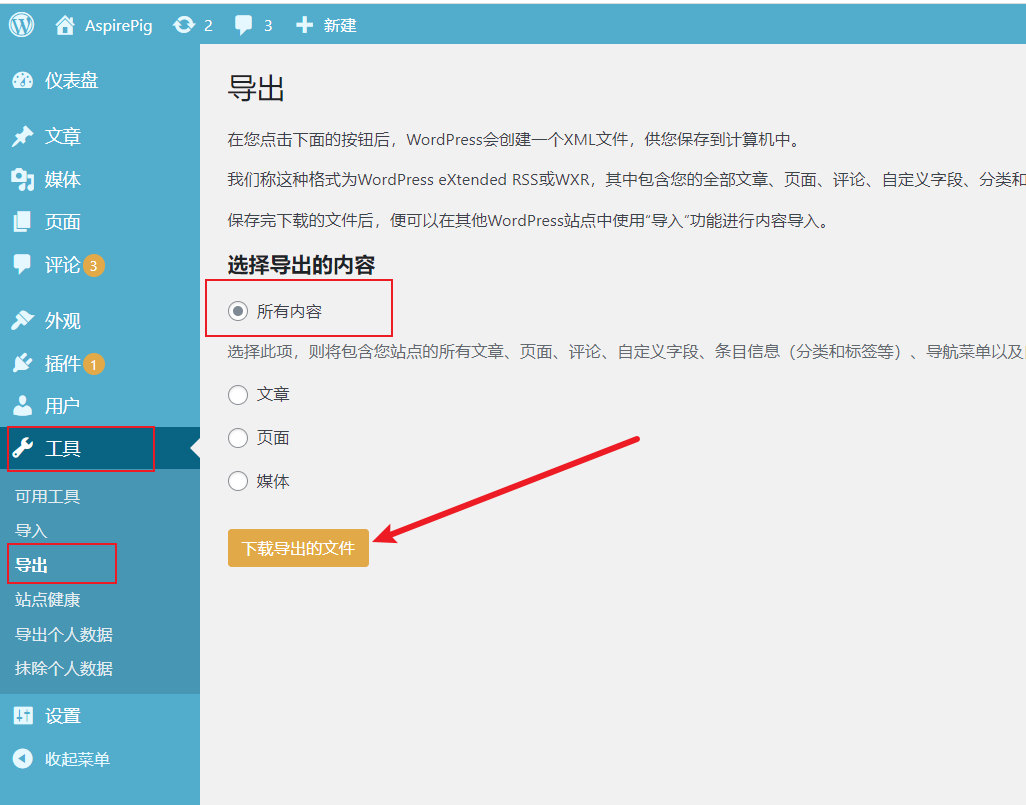 AspirePig 2 3 新建
仪表盘
文章
媒体
页面
评论 3
外观
插件 1
用户
工具
可用工具
导入
导出
站点健康
导出个人数据
抹除个人数据
设置
收起菜单
导出
在您点击下面的按钮后，WordPress会创建一个XML文件，供您保存到计算机中。
我们称这种格式为WordPress eXtended RSS或WXR，其中包含您的全部文章、页面、评论、自定义字段、分类和
保存完下载的文件后，便可以在其他WordPress站点中使用“导入”功能进行内容导入。
选择导出的内容
所有内容
选择此项，则将包含您站点的所有文章、页面、评论、自定义字段、条目信息（分类和标签等）、导航菜单以及
文章
页面
媒体
下载导出的文件